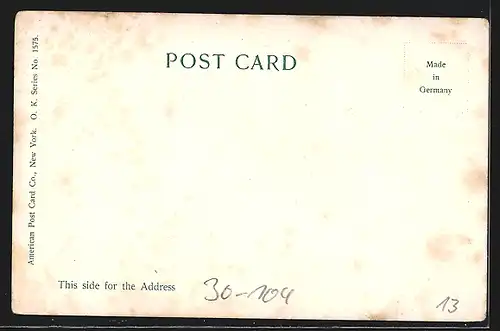 POST CARD
Made
in
Germany
American Post Card Co., New York. O. K. Series No. 1575.
This side for the Address
30-104
13